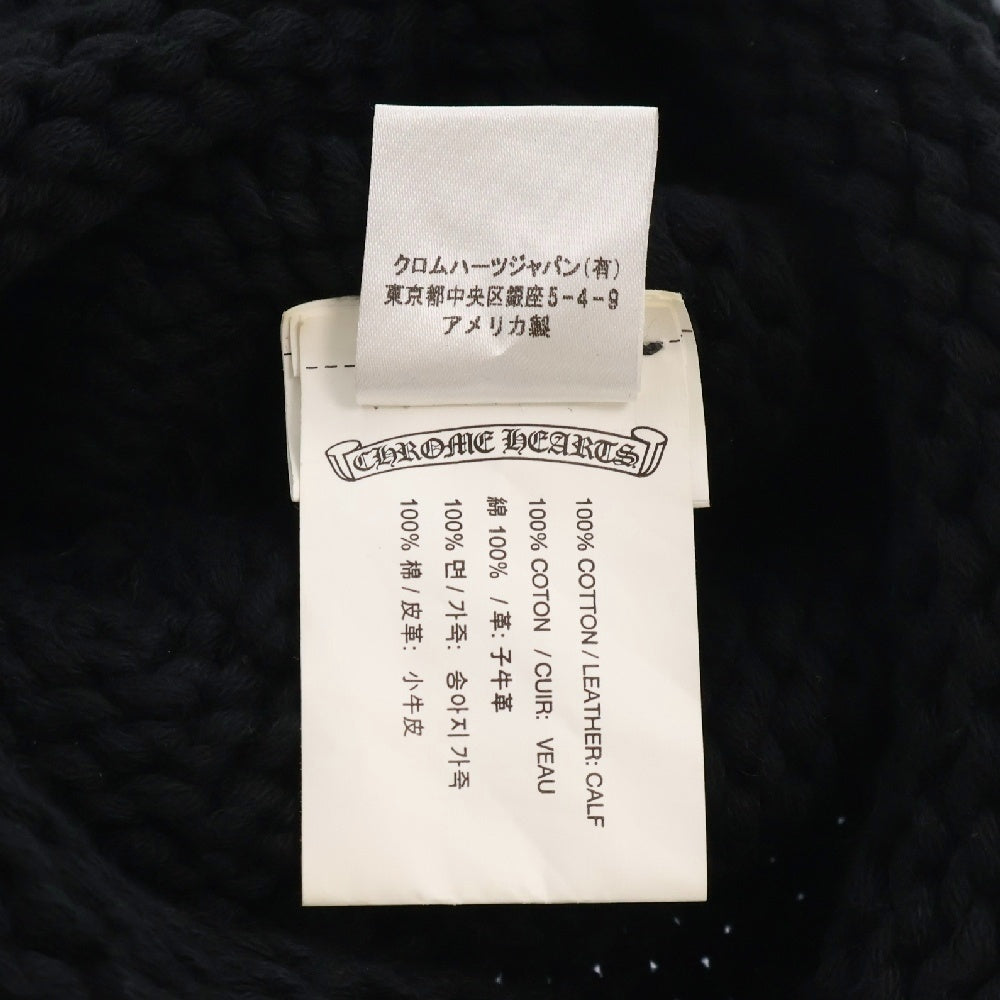 クロムハーツジャパン(有)
東京都中央区銀座5-4-9
アメリカ製
CHROME HEARTS
100% COTTON / LEATHER: CALF
100% COTON / CUIR: VEAU
綿 100% / 革: 子牛革
100% 면 / 가죽: 송아지 가죽
100% 棉 / 皮革: 小牛皮